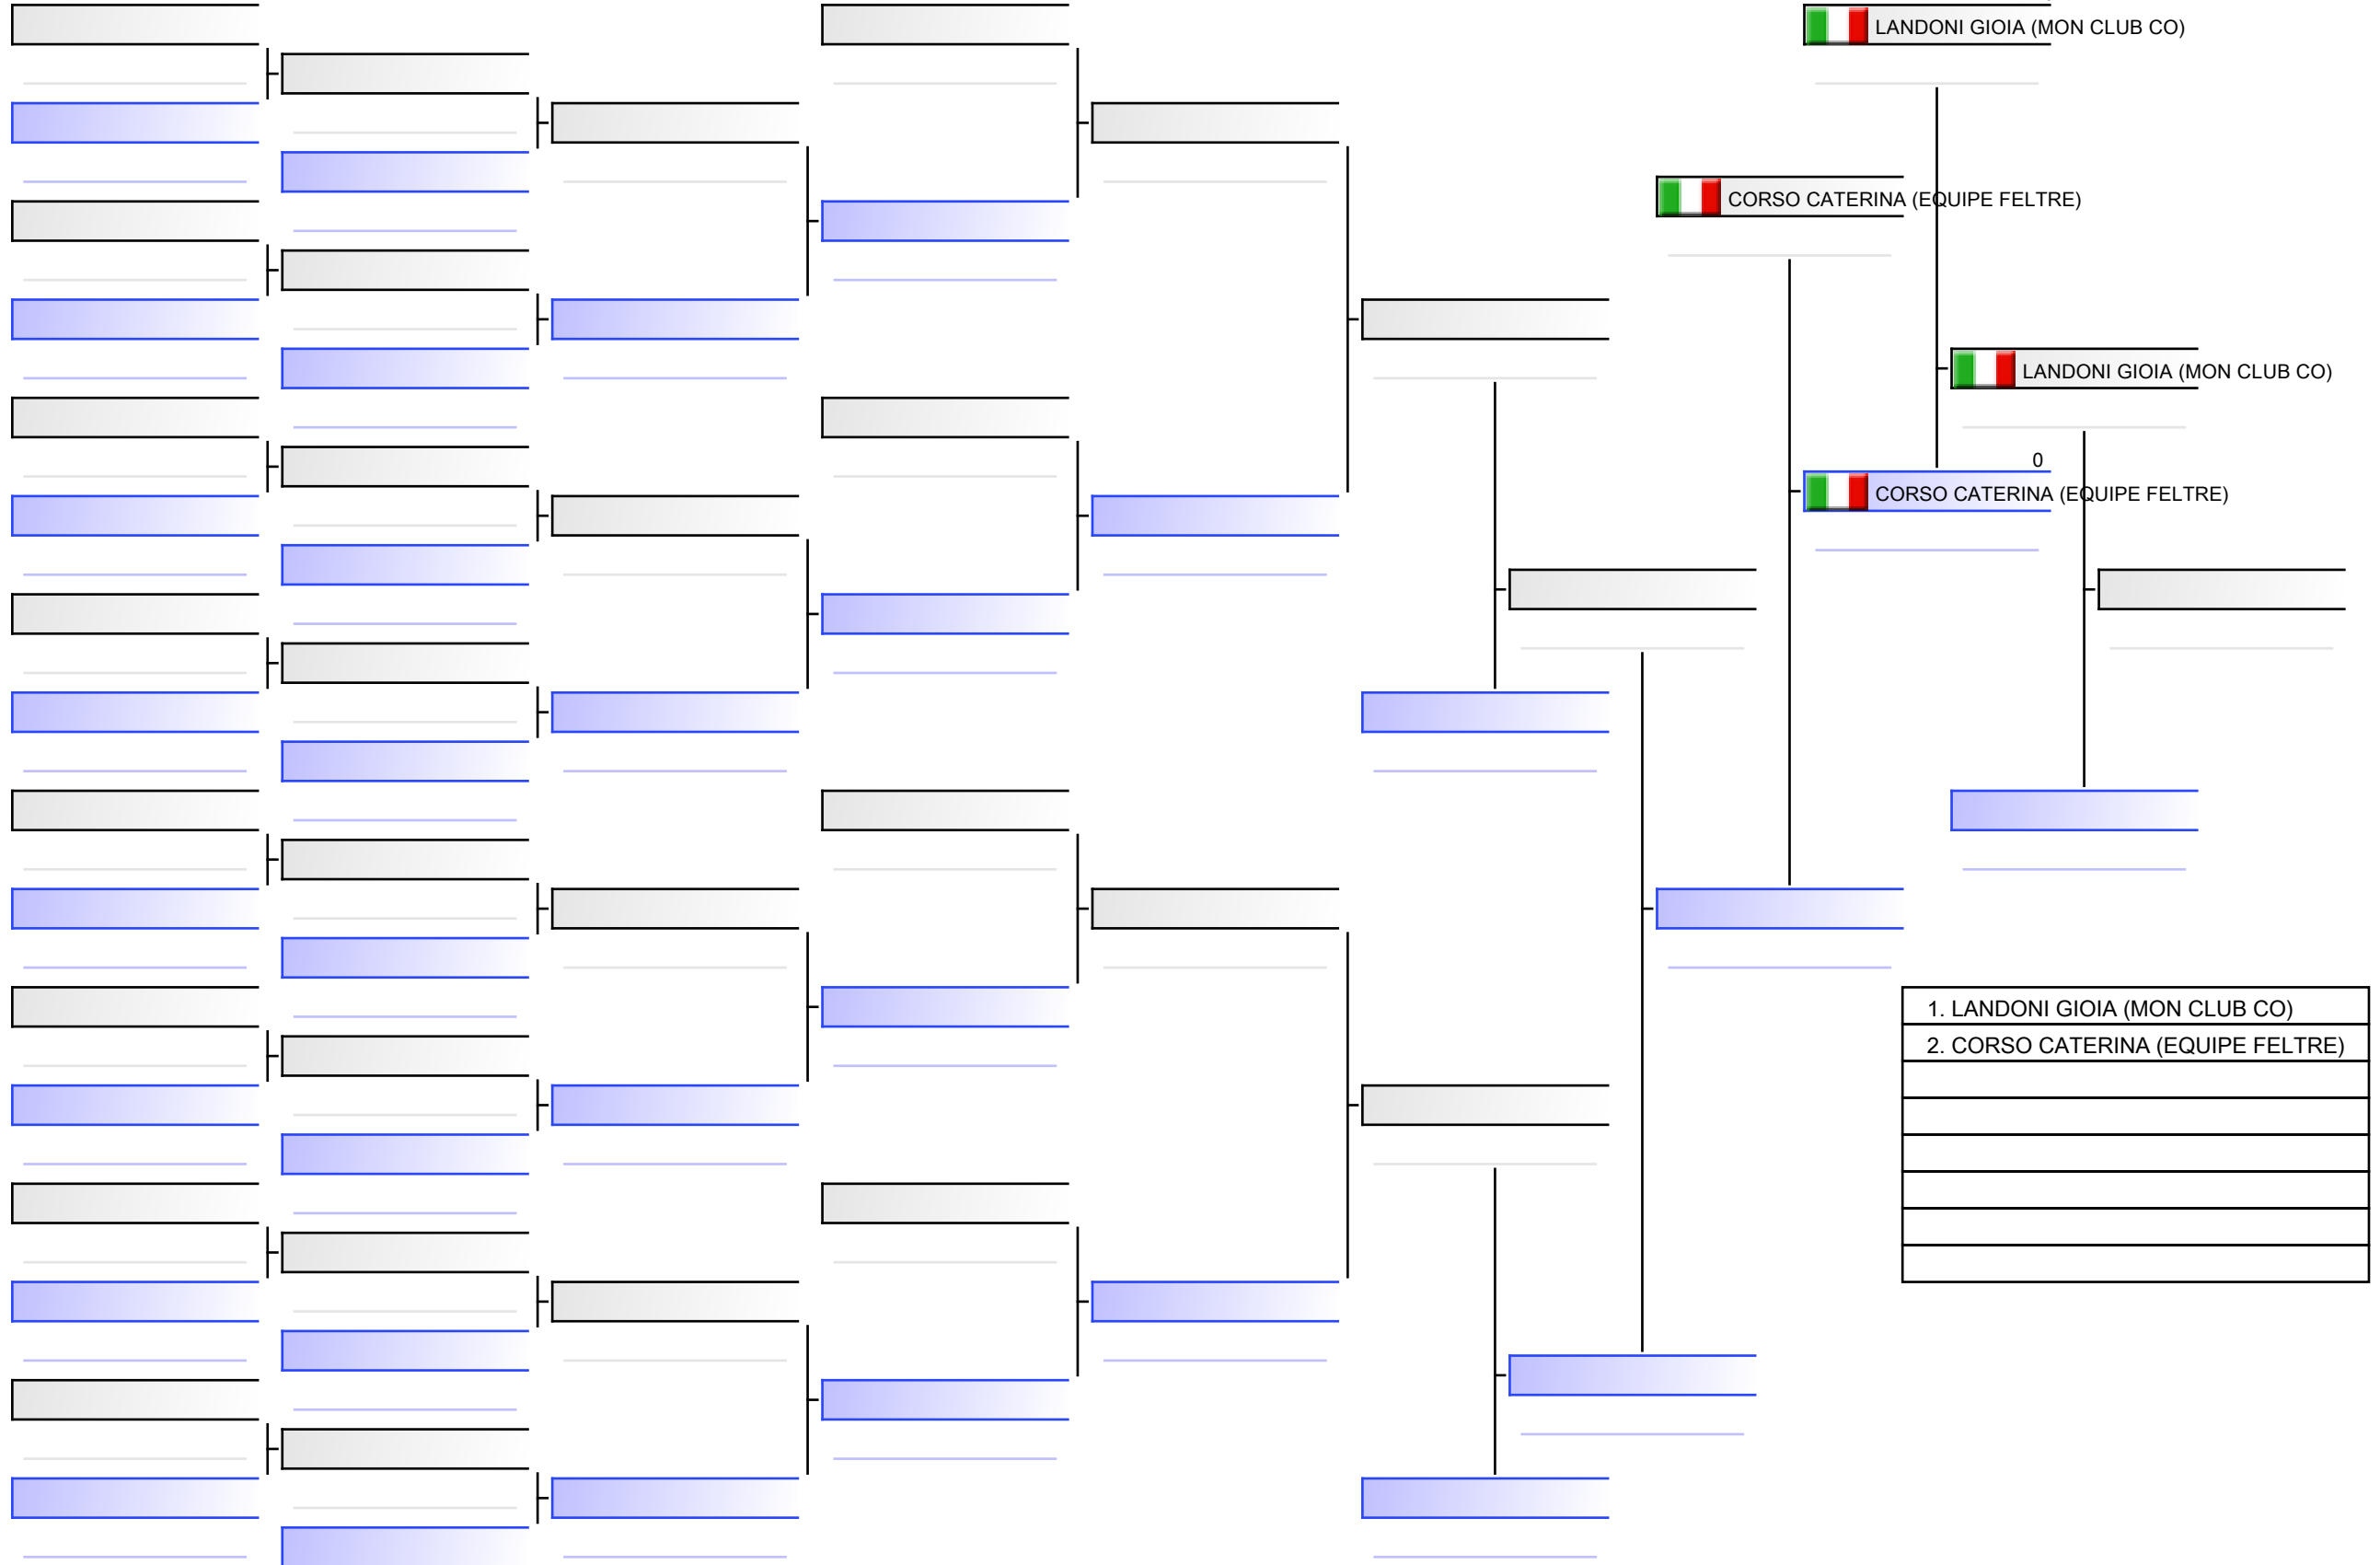 LANDONI GIOIA (MON CLUB CO)
CORSO CATERINA (EQUIPE FELTRE)
LANDONI GIOIA (MON CLUB CO)
0
CORSO CATERINA (EQUIPE FELTRE)
1. LANDONI GIOIA (MON CLUB CO)
2. CORSO CATERINA (EQUIPE FELTRE)